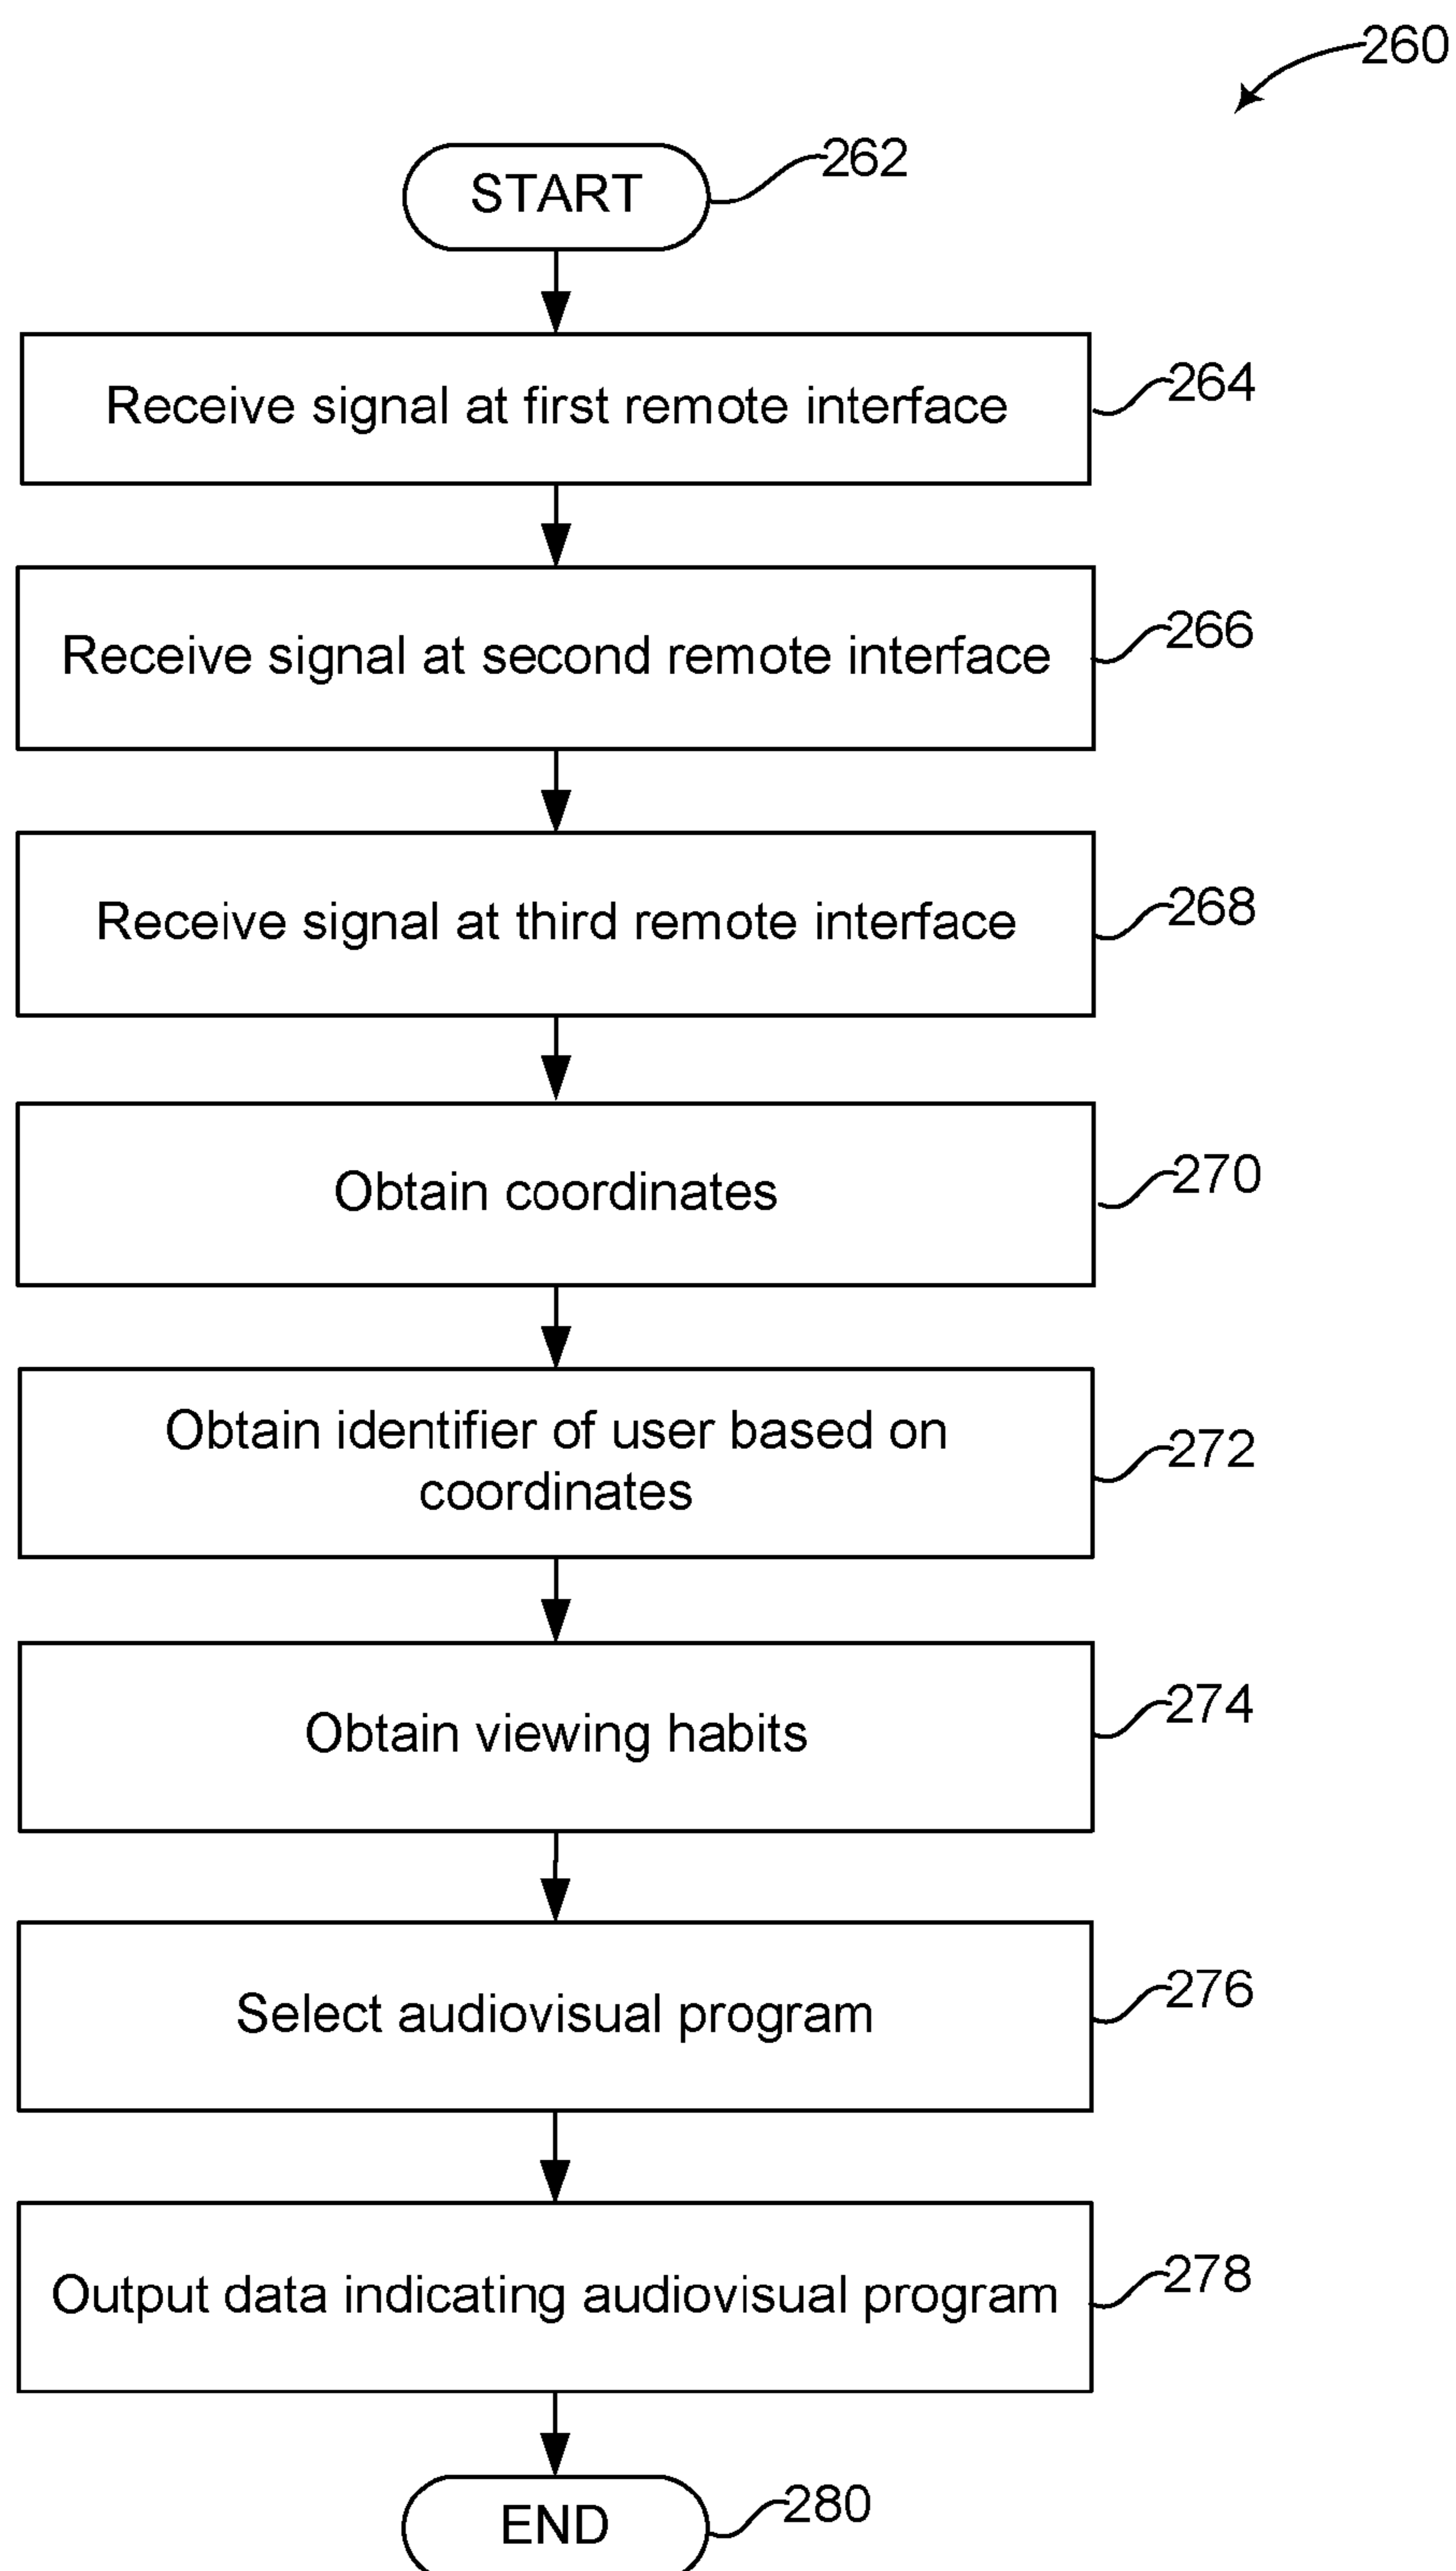 260
START
262
Receive signal at first remote interface
264
Receive signal at second remote interface
266
Receive signal at third remote interface
268
Obtain coordinates
270
Obtain identifier of user based on
coordinates
272
Obtain viewing habits
274
Select audiovisual program
276
Output data indicating audiovisual program
278
END
280